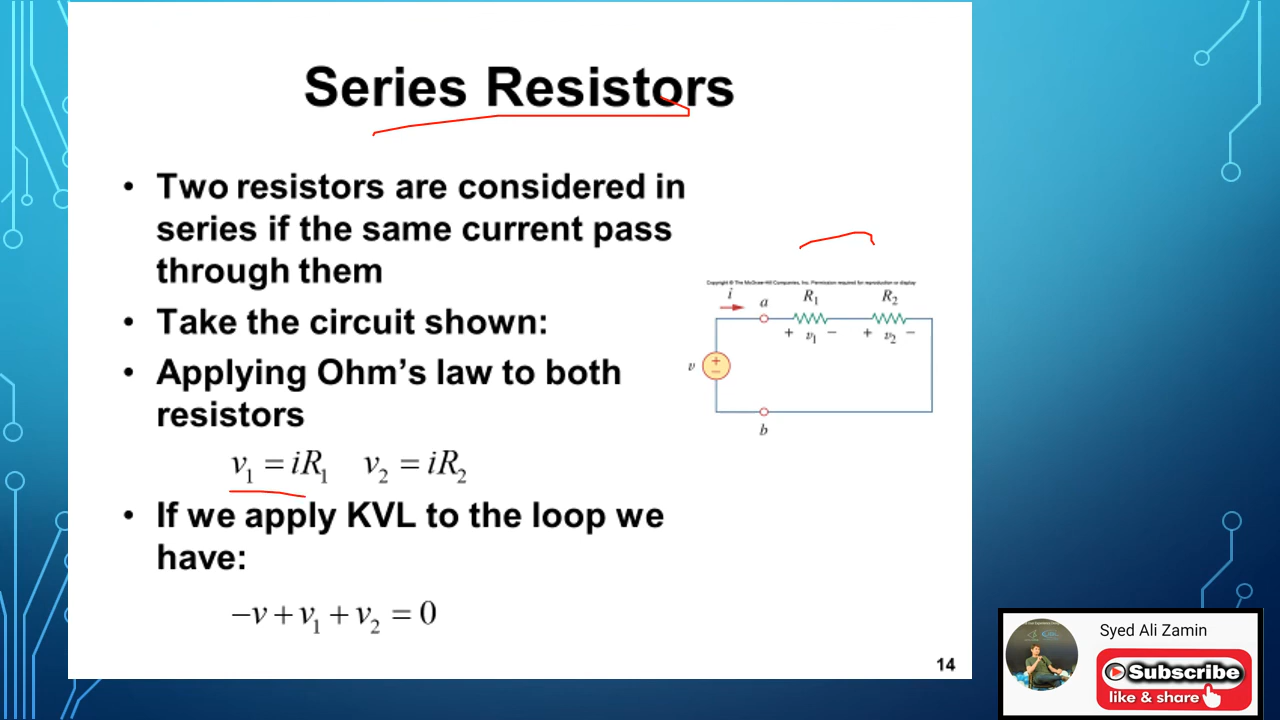 Series Resistors
• Two resistors are considered in
series if the same current pass
through them
• Take the circuit shown:
• Applying Ohm's law to both
resistors
v₁ = iR₁ v₂ = iR₂
• If we apply KVL to the loop we
have:
−v + v₁ + v₂ = 0
Copyright © The McGraw-Hill Companies, Inc. Permission required for reproduction or display
i a R₁ R₂
+ v₁ − + v₂ −
v + −
b
14
Syed Ali Zamin
Subscribe
like & share